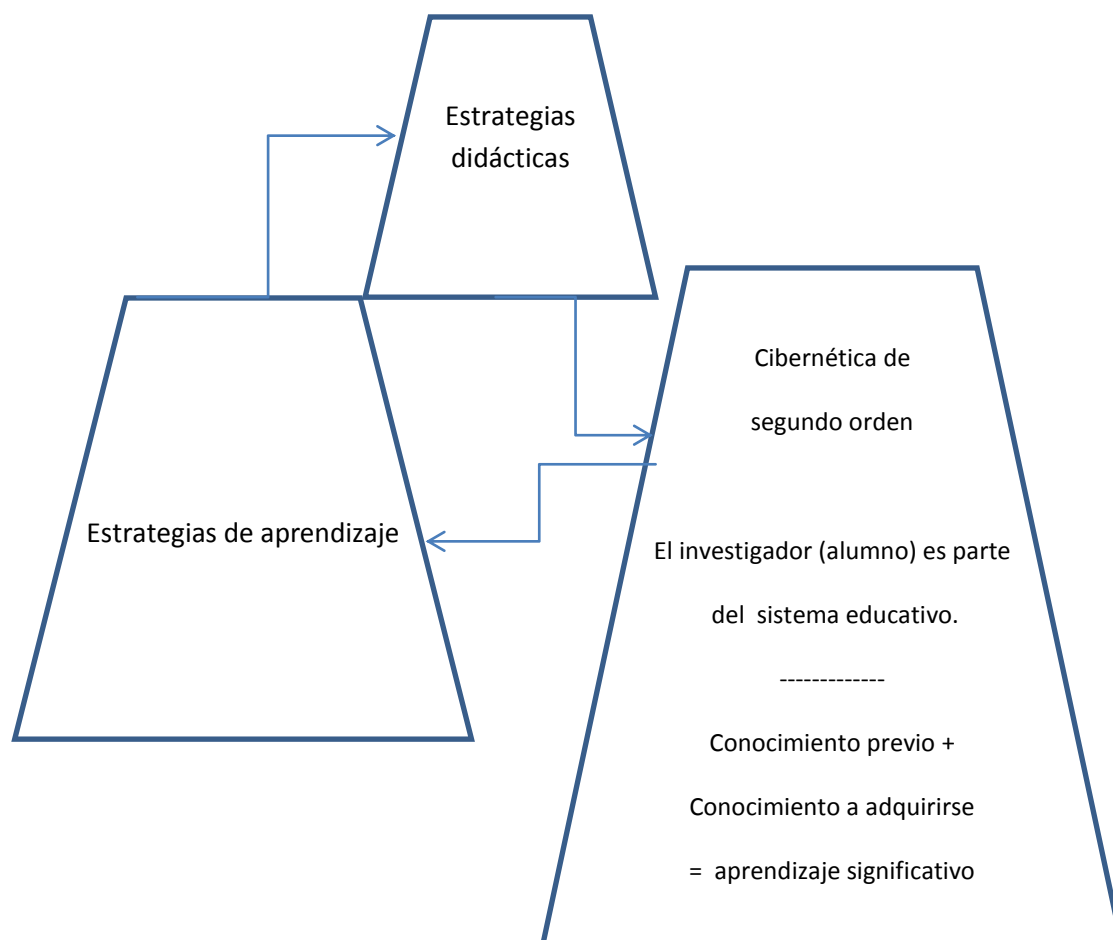 Estrategias
didácticas
Estrategias de aprendizaje
Cibernética de
segundo orden
El investigador (alumno) es parte
del sistema educativo.
-------------
Conocimiento previo +
Conocimiento a adquirirse
= aprendizaje significativo